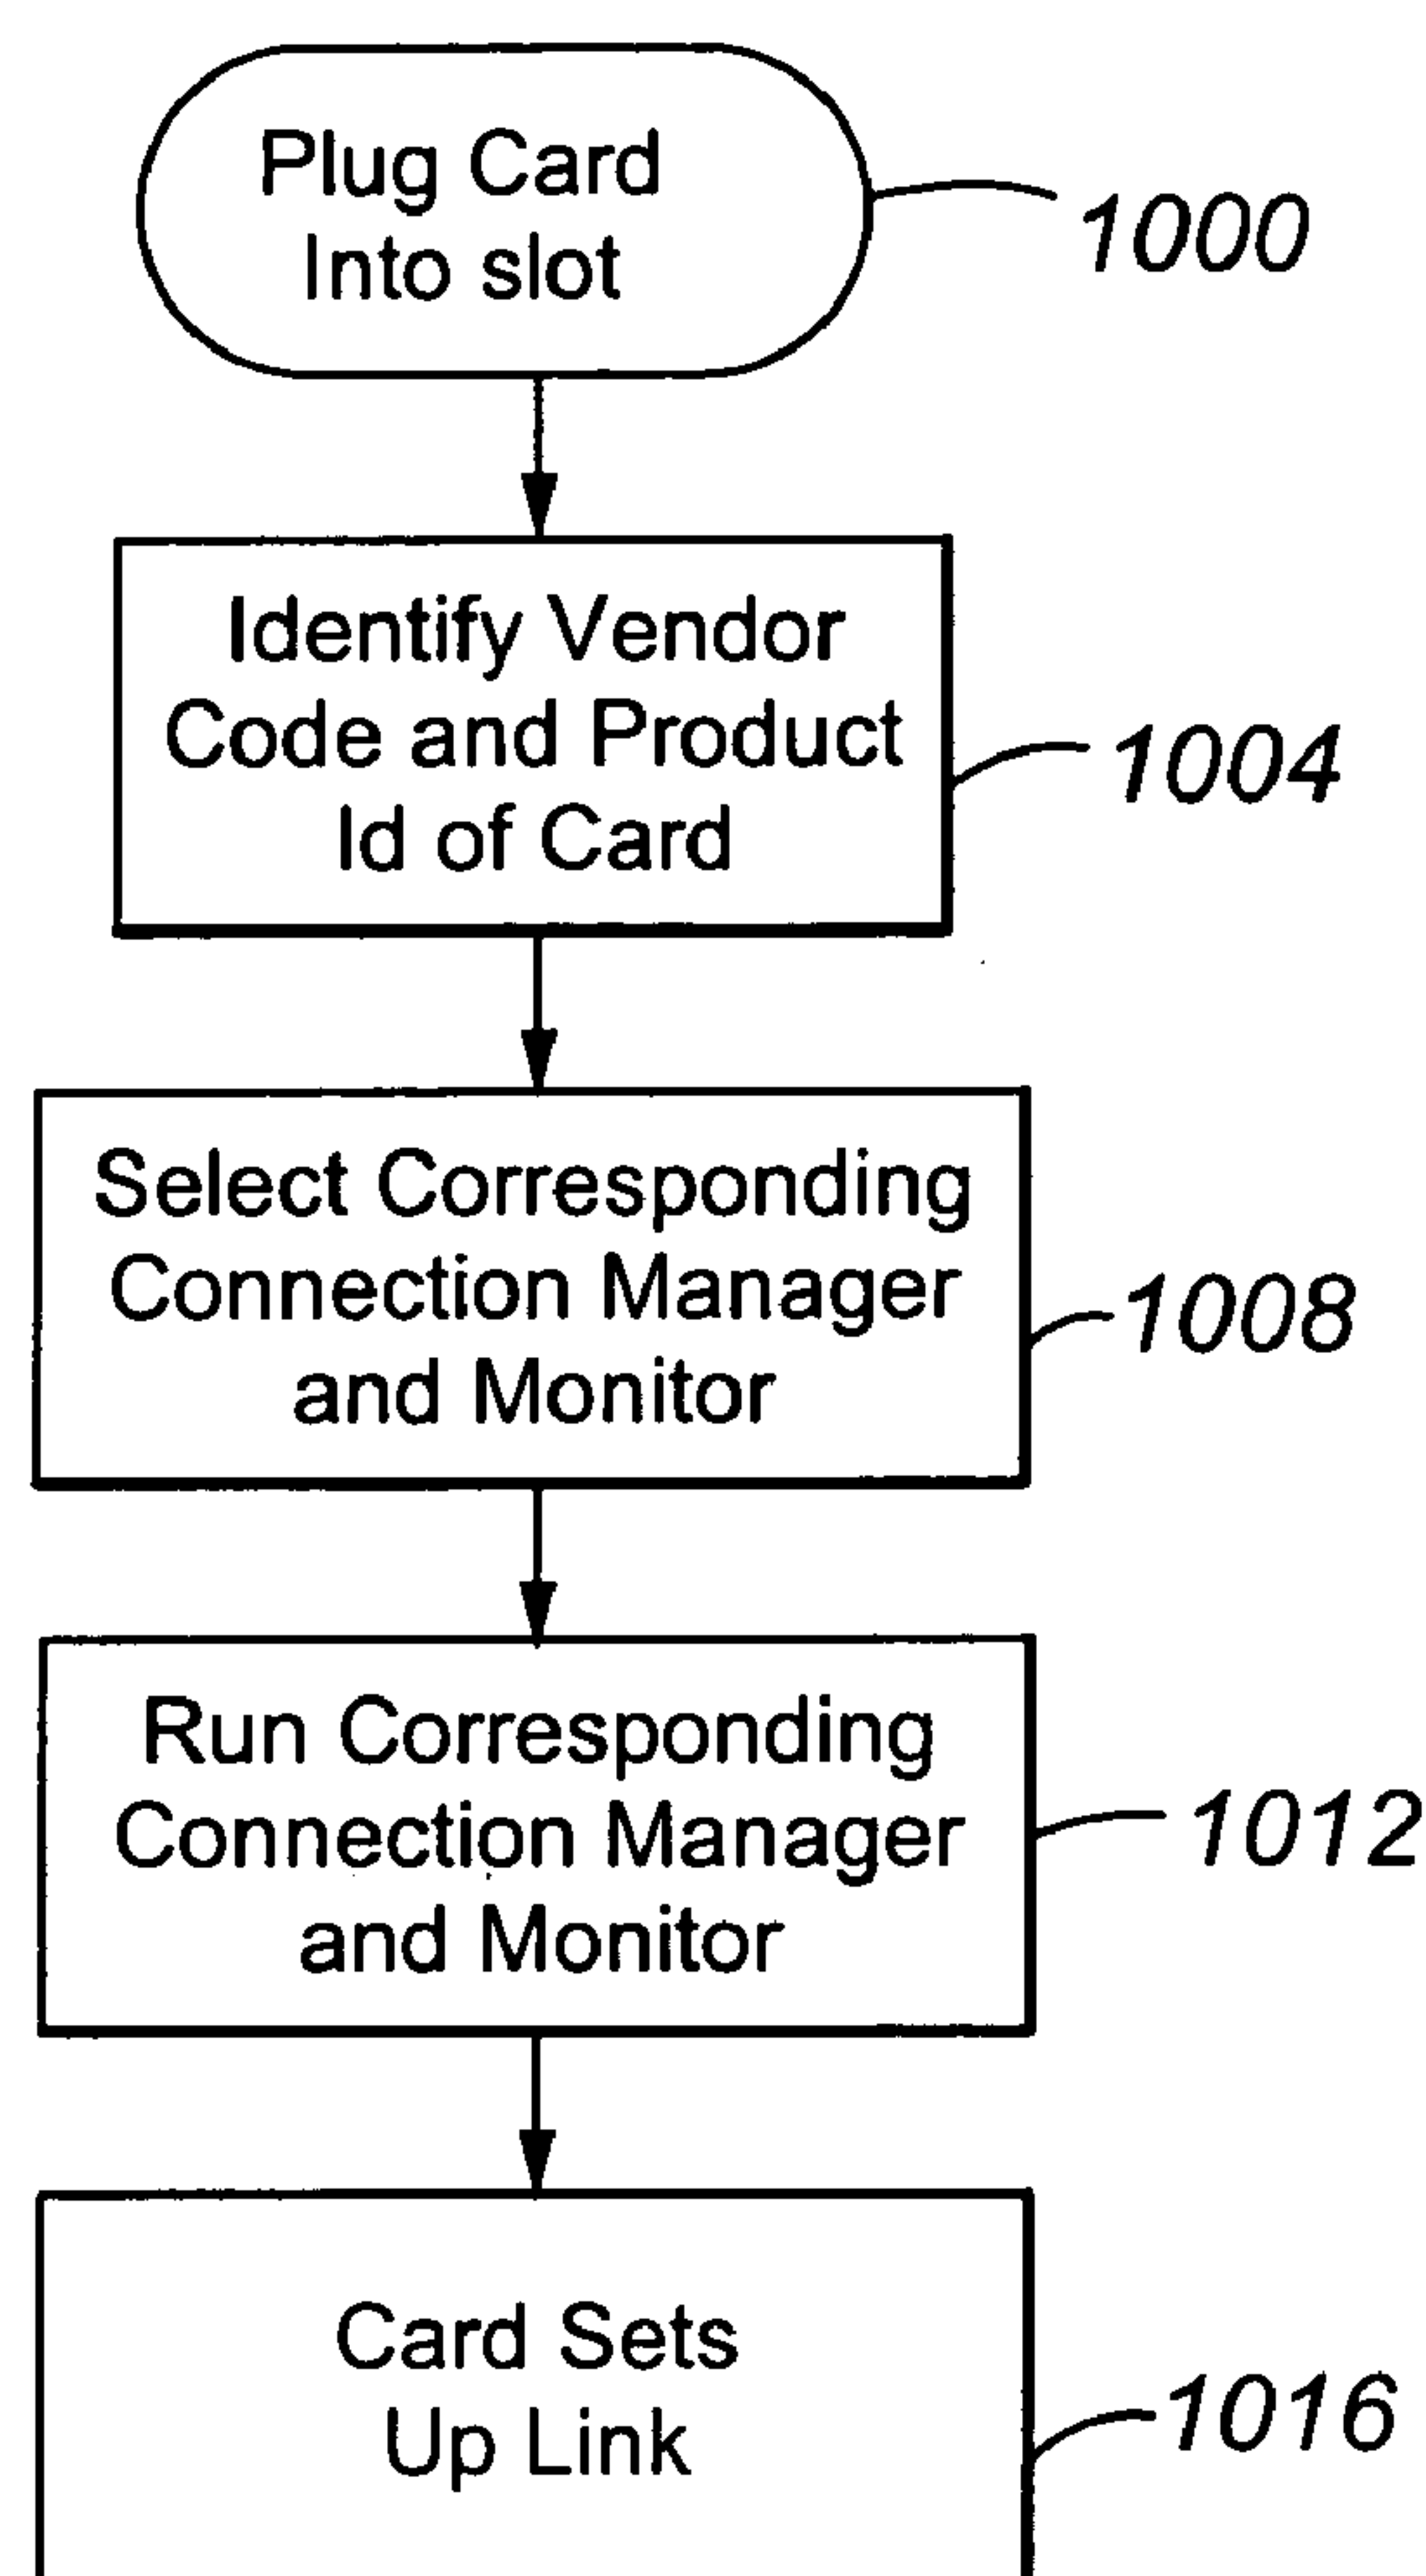 Plug Card
Into slot
1000
Identify Vendor
Code and Product
Id of Card
1004
Select Corresponding
Connection Manager
and Monitor
1008
Run Corresponding
Connection Manager
and Monitor
1012
Card Sets
Up Link
1016